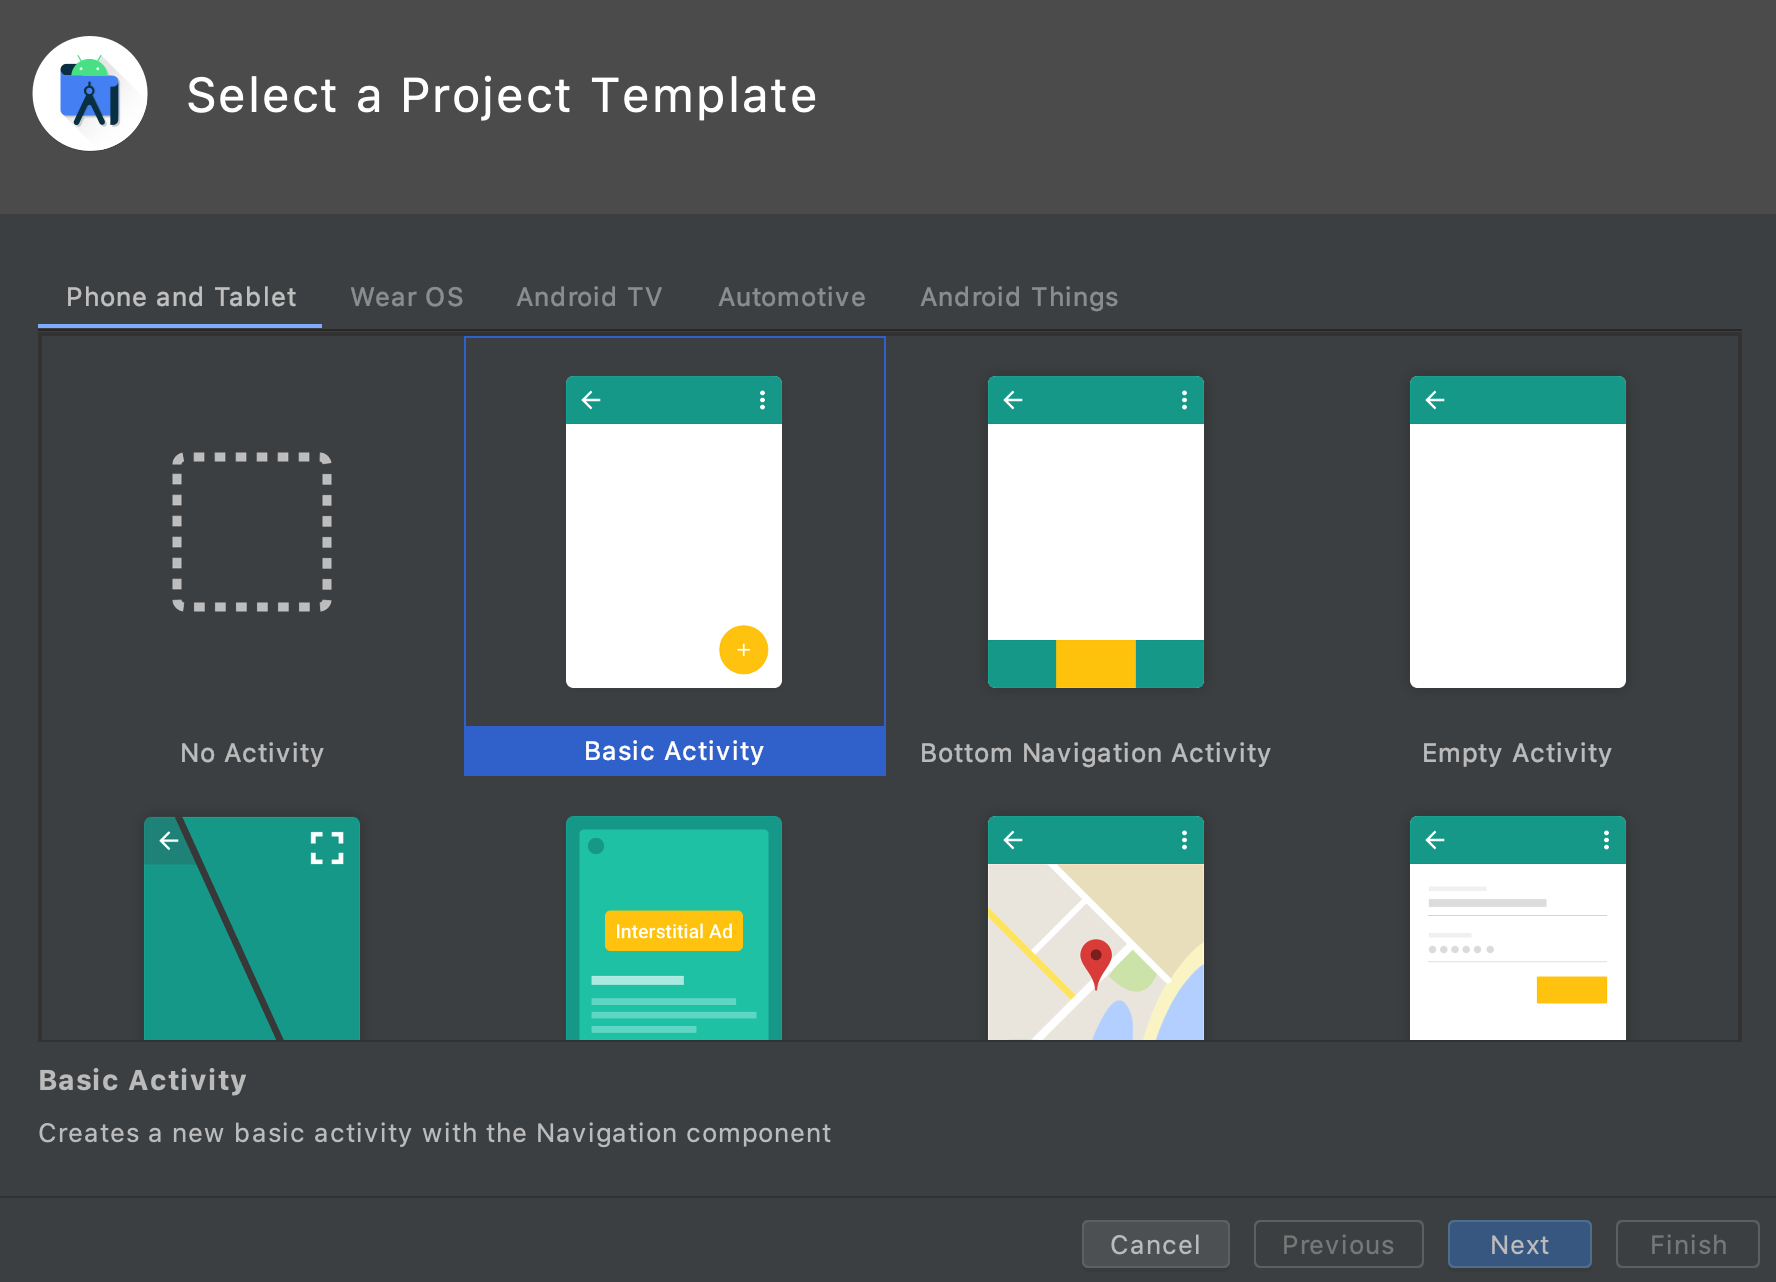 Select a Project Template
Phone and Tablet Wear OS Android TV Automotive Android Things
No Activity Basic Activity Bottom Navigation Activity Empty Activity
Interstitial Ad
Basic Activity
Creates a new basic activity with the Navigation component
Cancel Previous Next Finish